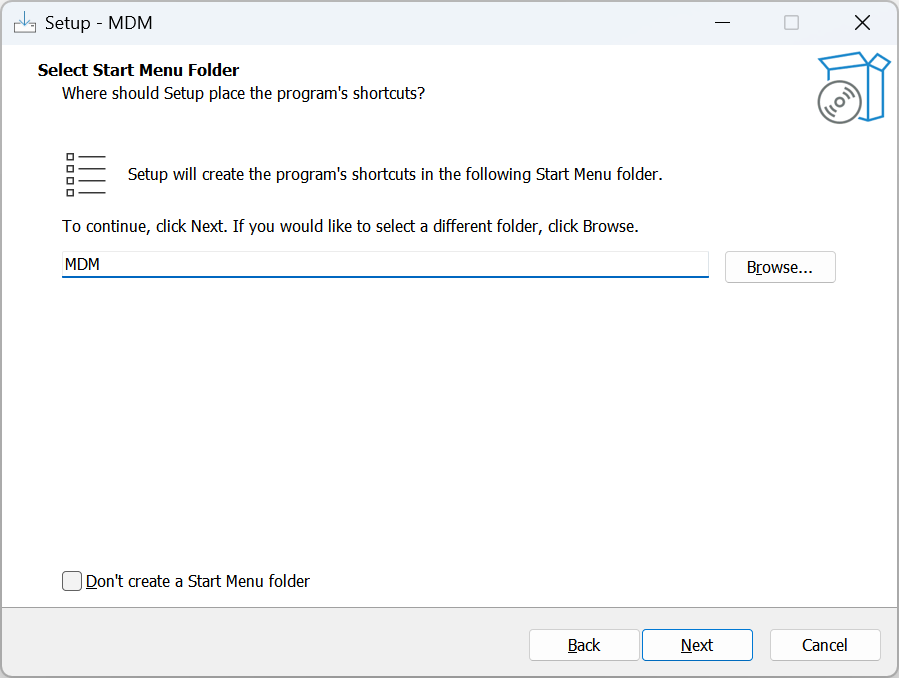 Setup - MDM
Select Start Menu Folder
Where should Setup place the program's shortcuts?
Setup will create the program's shortcuts in the following Start Menu folder.
To continue, click Next. If you would like to select a different folder, click Browse.
MDM
Browse...
Don't create a Start Menu folder
Back
Next
Cancel